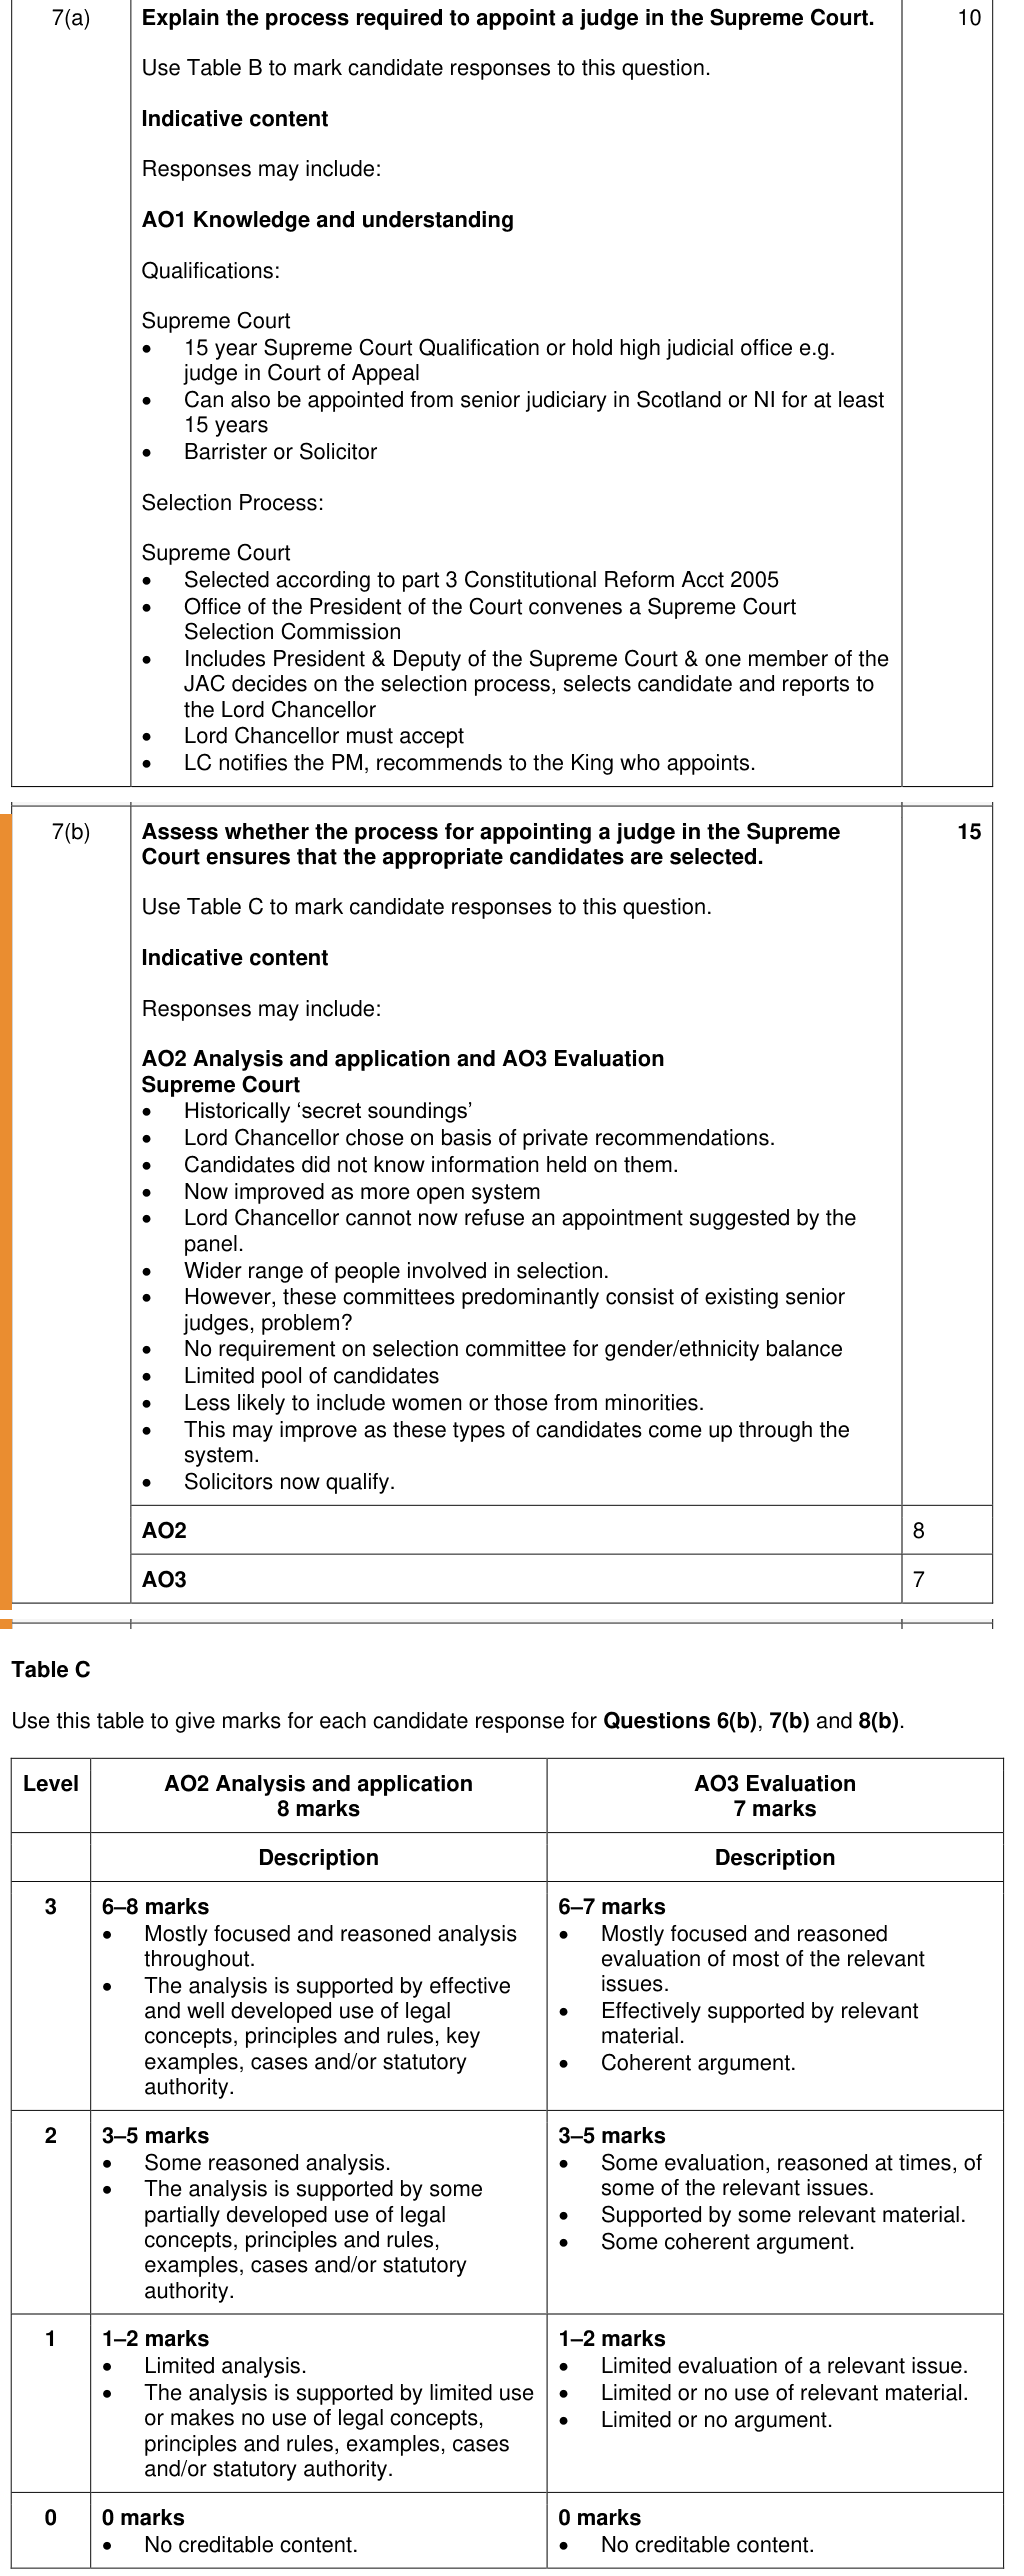 7(a) Explain the process required to appoint a judge in the Supreme Court. 10
Use Table B to mark candidate responses to this question.
Indicative content
Responses may include:
AO1 Knowledge and understanding
Qualifications:
Supreme Court
• 15 year Supreme Court Qualification or hold high judicial office e.g.
judge in Court of Appeal
• Can also be appointed from senior judiciary in Scotland or NI for at least
15 years
• Barrister or Solicitor
Selection Process:
Supreme Court
• Selected according to part 3 Constitutional Reform Acct 2005
• Office of the President of the Court convenes a Supreme Court
Selection Commission
• Includes President & Deputy of the Supreme Court & one member of the
JAC decides on the selection process, selects candidate and reports to
the Lord Chancellor
• Lord Chancellor must accept
• LC notifies the PM, recommends to the King who appoints.
7(b) Assess whether the process for appointing a judge in the Supreme 15
Court ensures that the appropriate candidates are selected.
Use Table C to mark candidate responses to this question.
Indicative content
Responses may include:
AO2 Analysis and application and AO3 Evaluation
Supreme Court
• Historically ‘secret soundings’
• Lord Chancellor chose on basis of private recommendations.
• Candidates did not know information held on them.
• Now improved as more open system
• Lord Chancellor cannot now refuse an appointment suggested by the
panel.
• Wider range of people involved in selection.
• However, these committees predominantly consist of existing senior
judges, problem?
• No requirement on selection committee for gender/ethnicity balance
• Limited pool of candidates
• Less likely to include women or those from minorities.
• This may improve as these types of candidates come up through the
system.
• Solicitors now qualify.
AO2 8
AO3 7
Table C
Use this table to give marks for each candidate response for Questions 6(b), 7(b) and 8(b).
Level
AO2 Analysis and application
8 marks
AO3 Evaluation
7 marks
Description
Description
3
6–8 marks
• Mostly focused and reasoned analysis
throughout.
• The analysis is supported by effective
and well developed use of legal
concepts, principles and rules, key
examples, cases and/or statutory
authority.
6–7 marks
• Mostly focused and reasoned
evaluation of most of the relevant
issues.
• Effectively supported by relevant
material.
• Coherent argument.
2
3–5 marks
• Some reasoned analysis.
• The analysis is supported by some
partially developed use of legal
concepts, principles and rules,
examples, cases and/or statutory
authority.
3–5 marks
• Some evaluation, reasoned at times, of
some of the relevant issues.
• Supported by some relevant material.
• Some coherent argument.
1
1–2 marks
• Limited analysis.
• The analysis is supported by limited use
or makes no use of legal concepts,
principles and rules, examples, cases
and/or statutory authority.
1–2 marks
• Limited evaluation of a relevant issue.
• Limited or no use of relevant material.
• Limited or no argument.
0
0 marks
• No creditable content.
0 marks
• No creditable content.